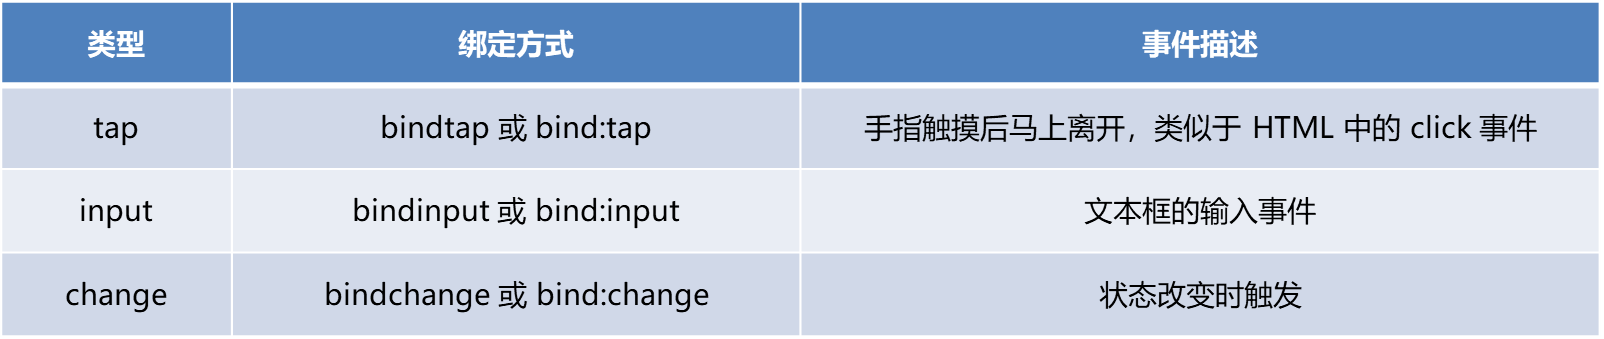 类型 绑定方式 事件描述
tap bindtap 或 bind:tap 手指触摸后马上离开，类似于 HTML 中的 click 事件
input bindinput 或 bind:input 文本框的输入事件
change bindchange 或 bind:change 状态改变时触发